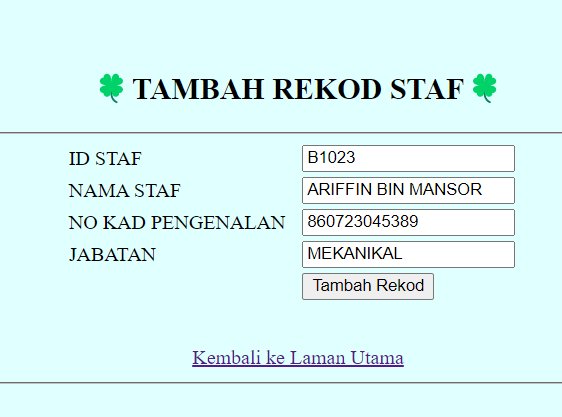 🍀 TAMBAH REKOD STAF 🍀
ID STAF B1023
NAMA STAF ARIFFIN BIN MANSOR
NO KAD PENGENALAN 860723045389
JABATAN MEKANIKAL
Tambah Rekod
Kembali ke Laman Utama